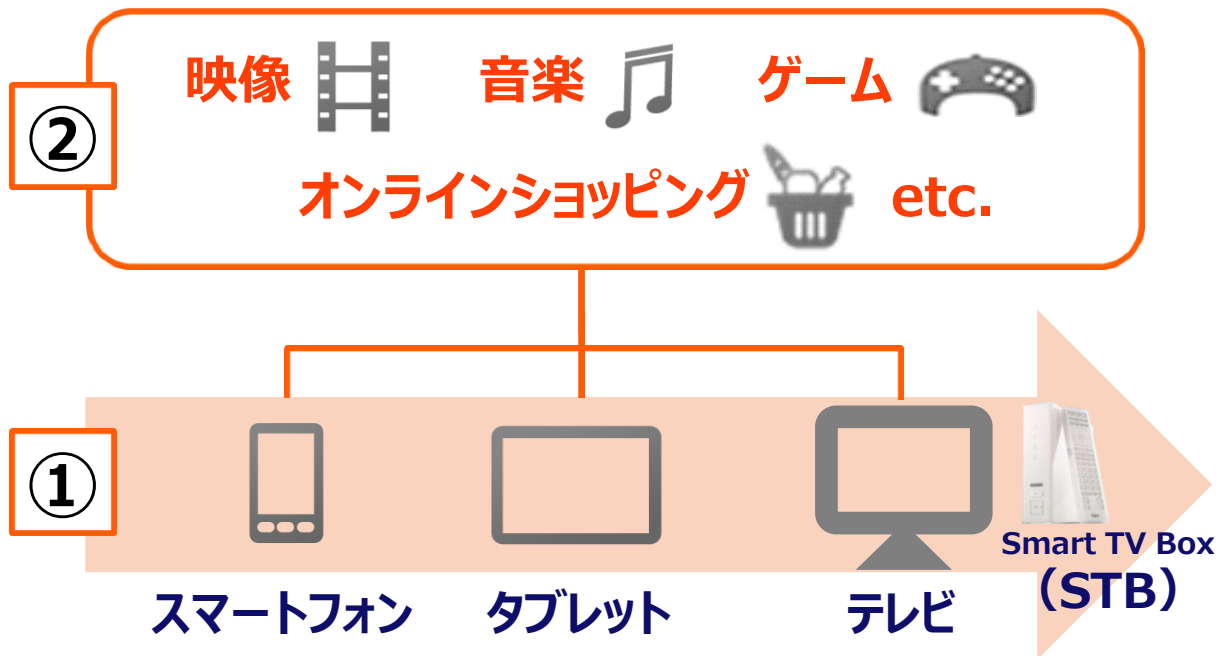 映像 音楽 ゲーム
②
オンラインショッピング etc.
①
Smart TV Box
(STB)
スマートフォン タブレット テレビ